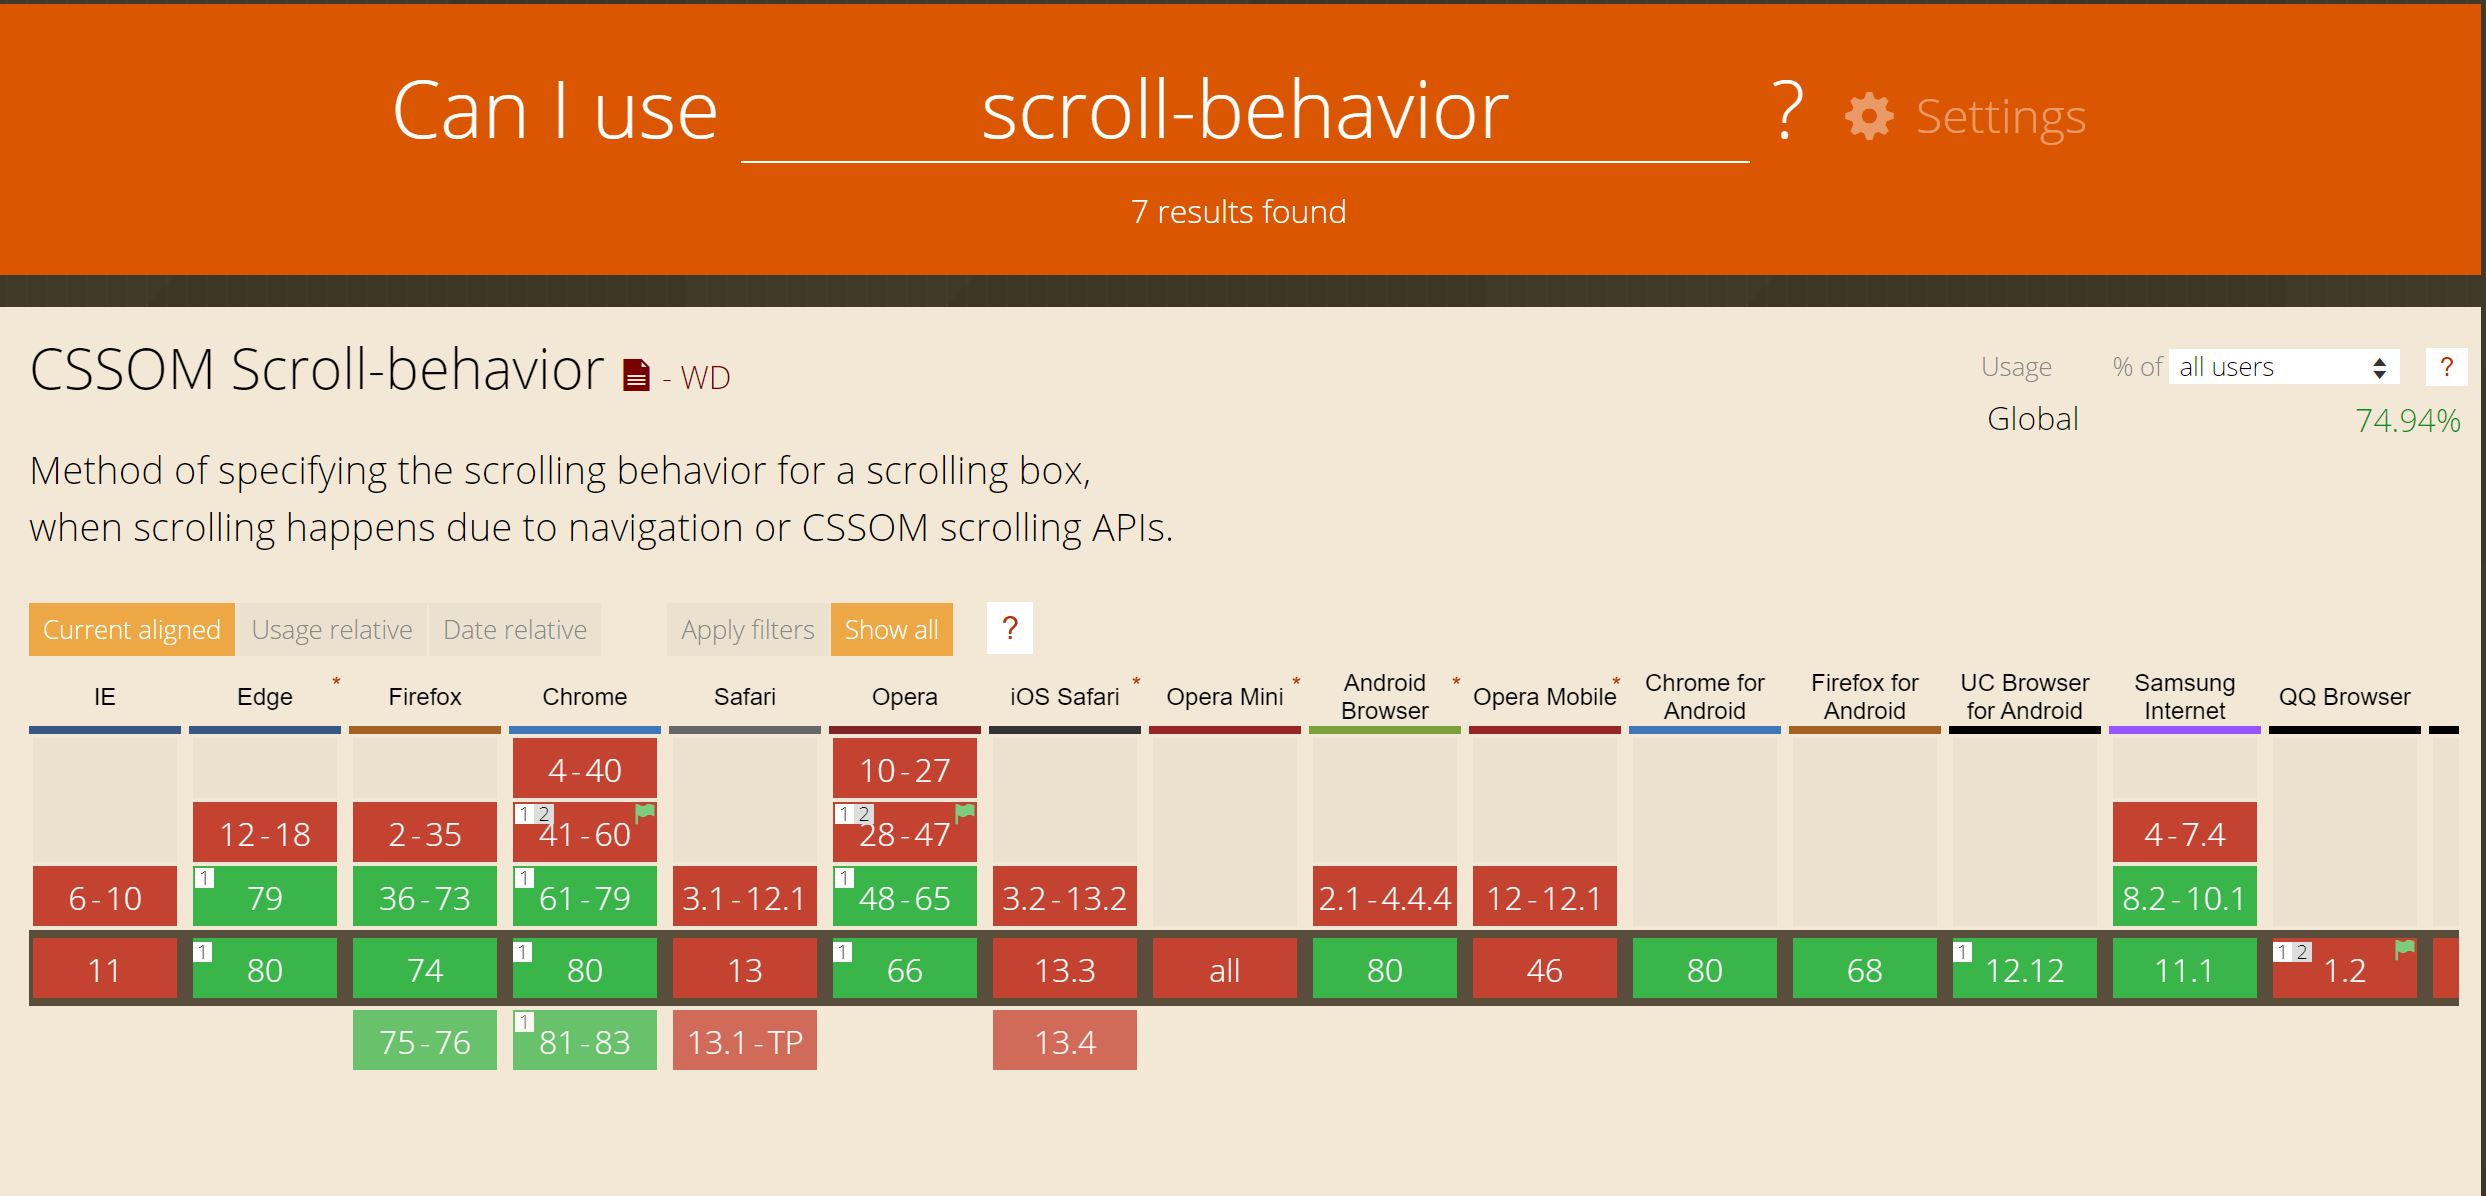 Can I use scroll-behavior ? Settings
7 results found
CSSOM Scroll-behavior - WD
Usage % of all users ?
Global 74.94%
Method of specifying the scrolling behavior for a scrolling box,
when scrolling happens due to navigation or CSSOM scrolling APIs.
Current aligned Usage relative Date relative Apply filters Show all ?
IE Edge * Firefox Chrome Safari Opera iOS Safari * Opera Mini * Android Browser * Opera Mobile * Chrome for Android Firefox for Android UC Browser for Android Samsung Internet QQ Browser
4-40 10-27
12-18 2-35 1 2 41-60 1 2 28-47 4-7.4
6-10 1 79 36-73 1 61-79 3.1-12.1 1 48-65 3.2-13.2 2.1-4.4.4 12-12.1 8.2-10.1
11 1 80 74 1 80 13 1 66 13.3 all 80 46 80 68 1 12.12 11.1 1 2 1.2
75-76 1 81-83 13.1-TP 13.4